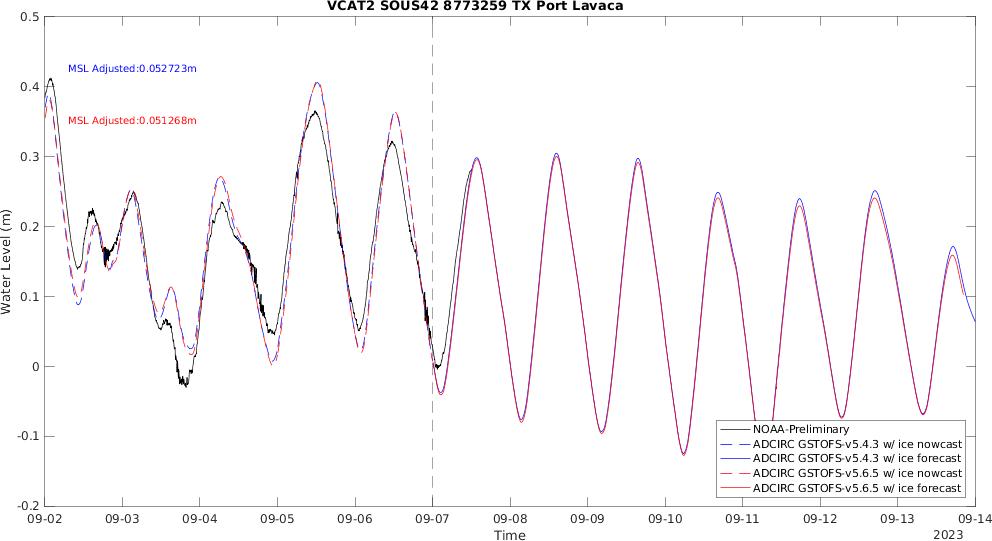 VCAT2 SOUS42 8773259 TX Port Lavaca
0.5
0.4
0.3
0.2
0.1
0
-0.1
-0.2
Water Level (m)
MSL Adjusted:0.052723m
MSL Adjusted:0.051268m
NOAA-Preliminary
ADCIRC GSTOFS-v5.4.3 w/ ice nowcast
ADCIRC GSTOFS-v5.4.3 w/ ice forecast
ADCIRC GSTOFS-v5.6.5 w/ ice nowcast
ADCIRC GSTOFS-v5.6.5 w/ ice forecast
09-02 09-03 09-04 09-05 09-06 09-07 09-08 09-09 09-10 09-11 09-12 09-13 09-14
Time
2023